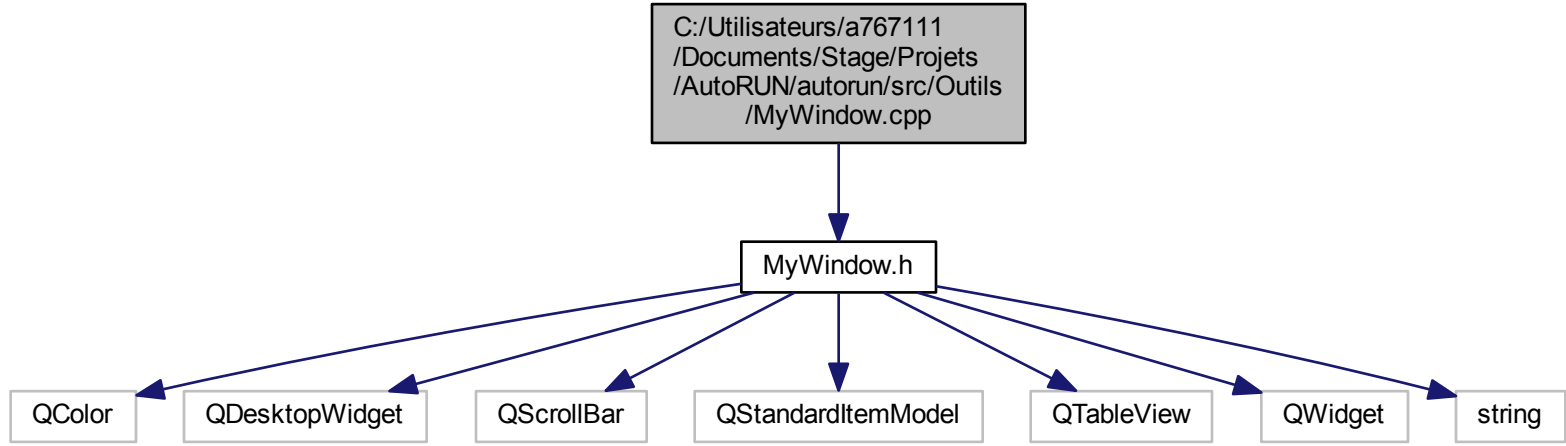 C:/Utilisateurs/a767111
/Documents/Stage/Projets
/AutoRUN/autorun/src/Outils
/MyWindow.cpp
MyWindow.h
QColor
QDesktopWidget
QScrollBar
QStandardItemModel
QTableView
QWidget
string